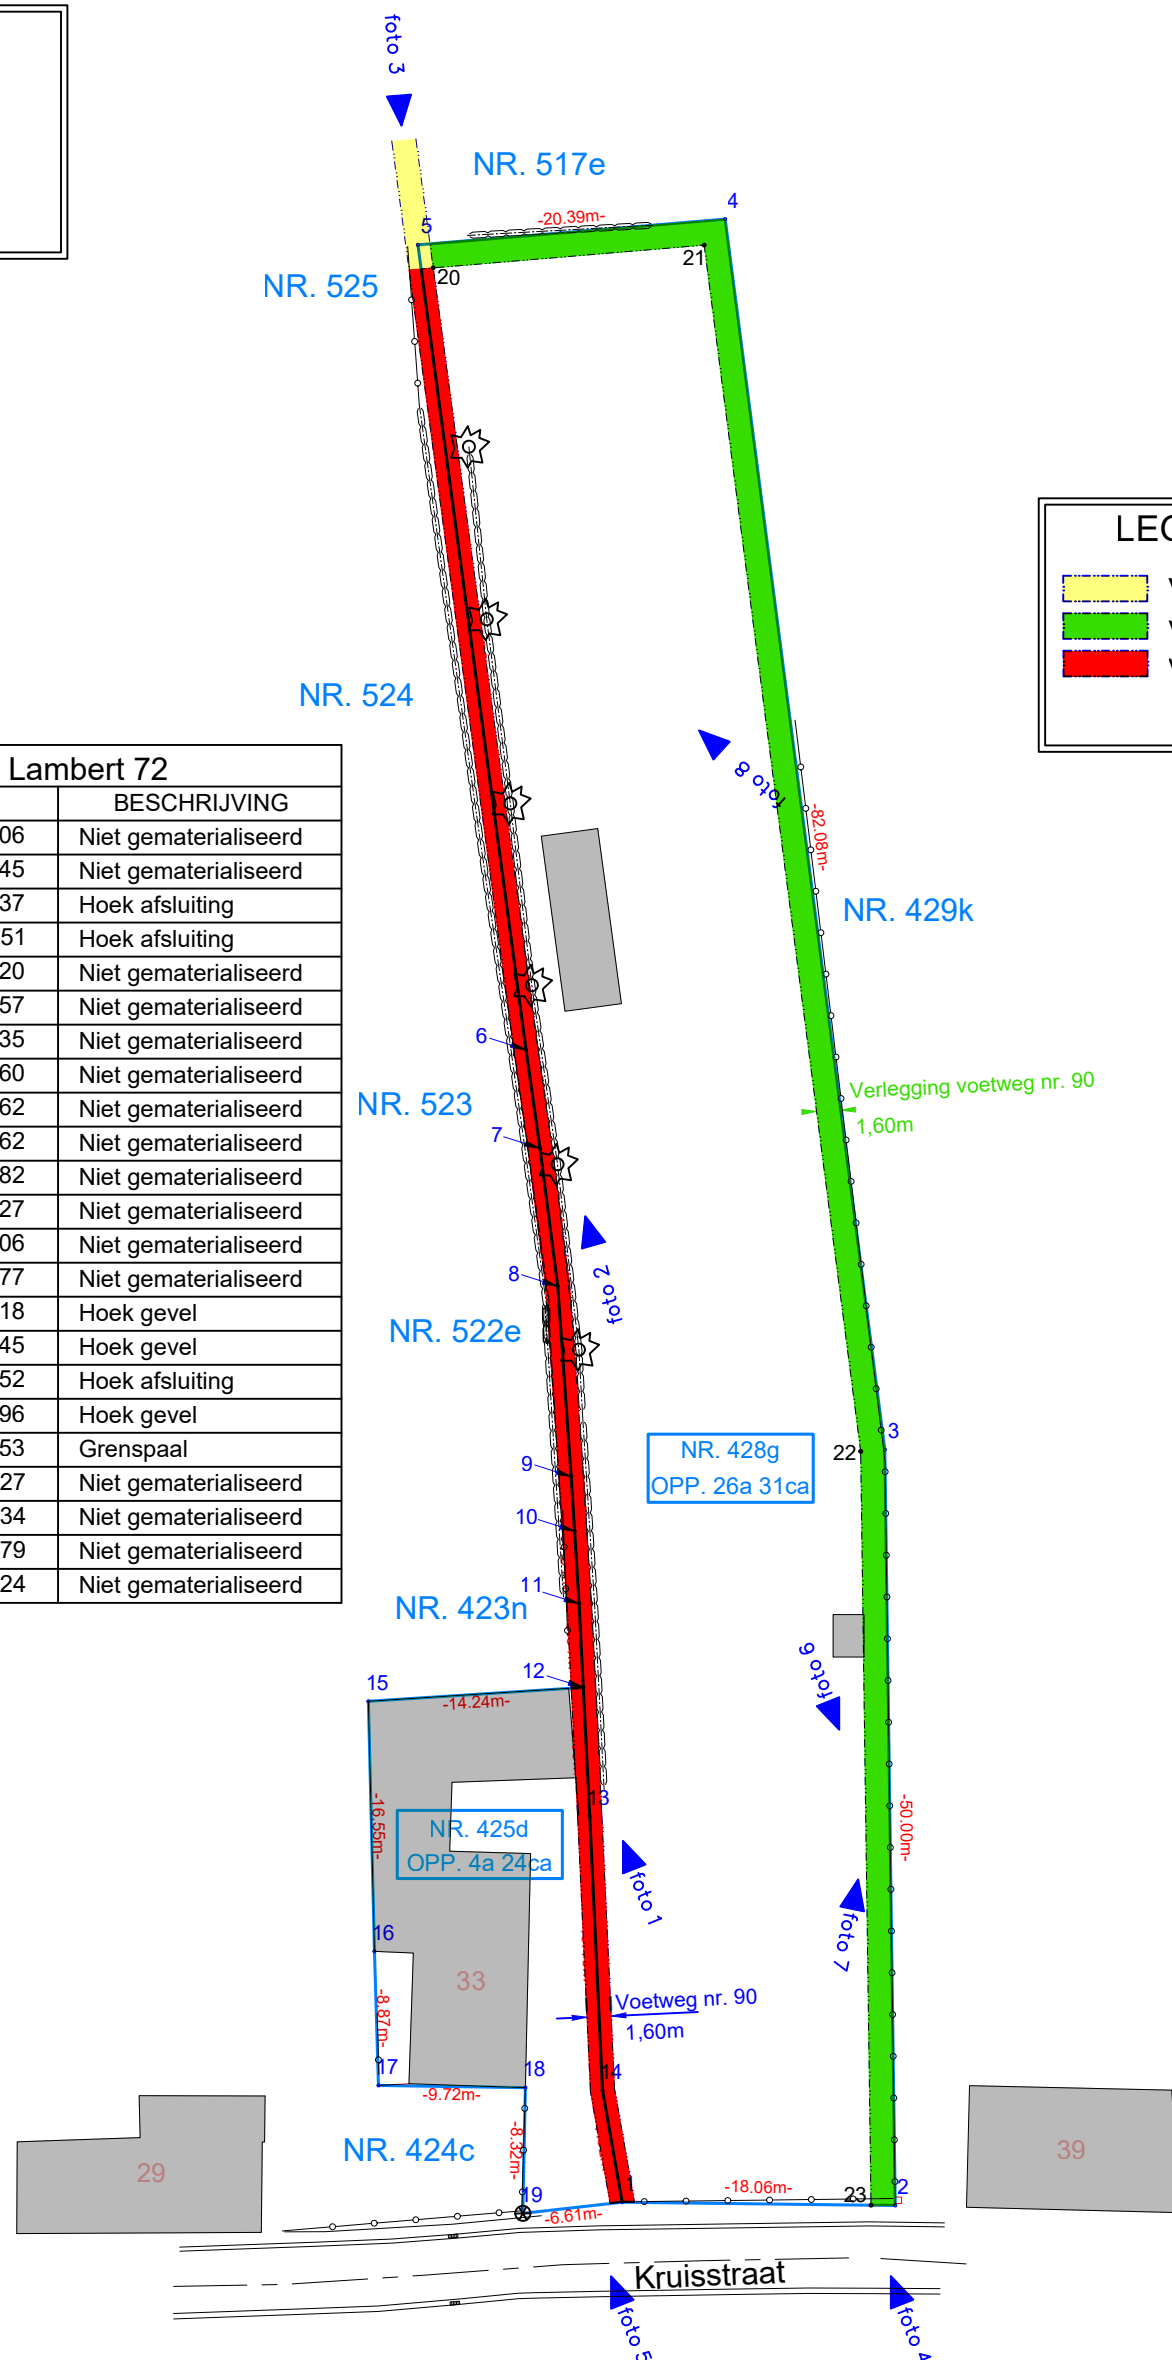 foto 3
NR. 517e
4
-20.39m-
5
21
20
NR. 525
LEG
V
V
V
NR. 524
foto 8
-82.08m-
NR. 429k
Lambert 72
BESCHRIJVING
06 Niet gematerialiseerd
45 Niet gematerialiseerd
37 Hoek afsluiting
51 Hoek afsluiting
20 Niet gematerialiseerd
57 Niet gematerialiseerd
35 Niet gematerialiseerd
60 Niet gematerialiseerd
62 Niet gematerialiseerd
62 Niet gematerialiseerd
82 Niet gematerialiseerd
27 Niet gematerialiseerd
06 Niet gematerialiseerd
77 Niet gematerialiseerd
18 Hoek gevel
45 Hoek gevel
52 Hoek afsluiting
96 Hoek gevel
53 Grenspaal
27 Niet gematerialiseerd
34 Niet gematerialiseerd
79 Niet gematerialiseerd
24 Niet gematerialiseerd
6
Verlegging voetweg nr. 90
1,60m
NR. 523
7
8
foto 2
NR. 522e
3
22
NR. 428g
OPP. 26a 31ca
9
10
11
NR. 423n
foto 6
12
15
-14.24m-
13
-16.55m-
-50.00m-
NR. 425d
OPP. 4a 24ca
foto 1
foto 7
16
33
-8.87m-
Voetweg nr. 90
1,60m
17
18
14
-9.72m-
-8.32m-
NR. 424c
29
39
1
-18.06m-
23
2
19
-6.61m-
Kruisstraat
foto 5
foto 4